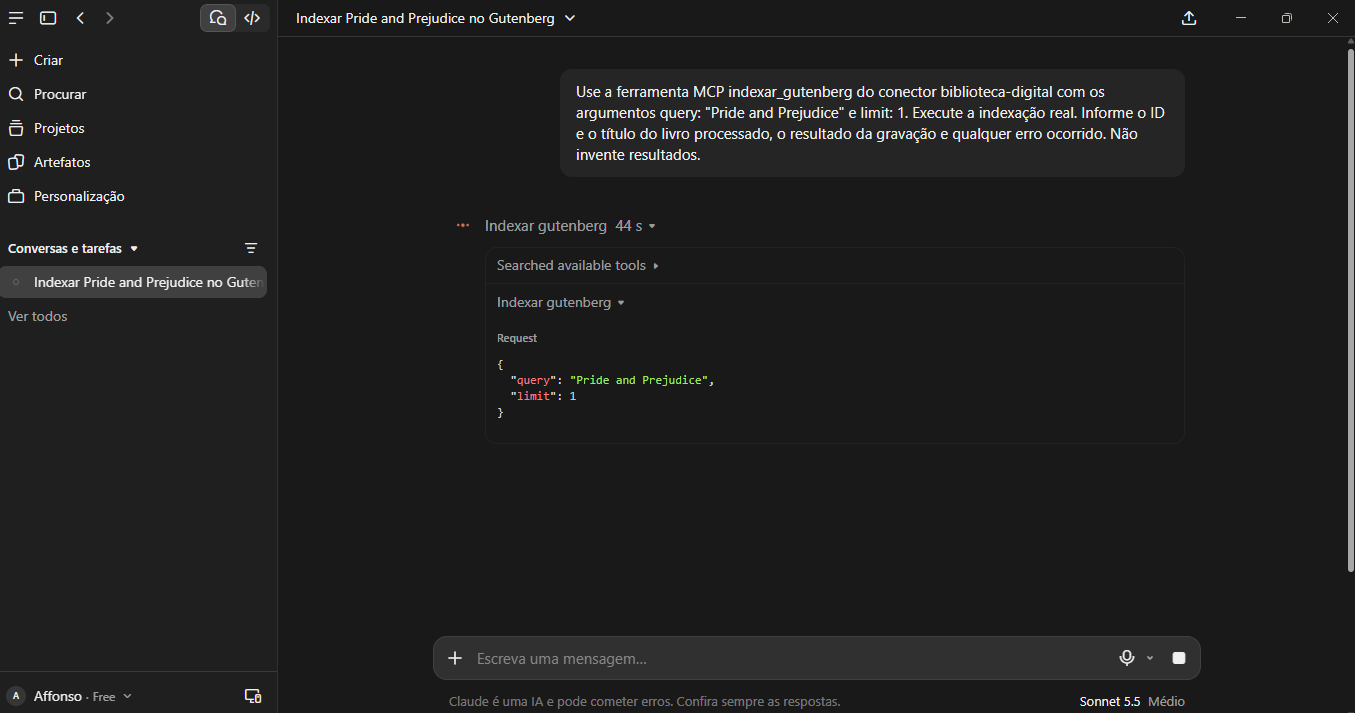 Indexar Pride and Prejudice no Gutenberg
Criar
Procurar
Projetos
Artefatos
Personalização
Conversas e tarefas
Indexar Pride and Prejudice no Guten
Ver todos
Use a ferramenta MCP indexar_gutenberg do conector biblioteca-digital com os
argumentos query: "Pride and Prejudice" e limit: 1. Execute a indexação real. Informe o ID
e o título do livro processado, o resultado da gravação e qualquer erro ocorrido. Não
invente resultados.
Indexar gutenberg 44 s
Searched available tools
Indexar gutenberg
Request
{
"query": "Pride and Prejudice",
"limit": 1
}
Escreva uma mensagem...
A Affonso · Free
Claude é uma IA e pode cometer erros. Confira sempre as respostas.
Sonnet 5.5 Médio